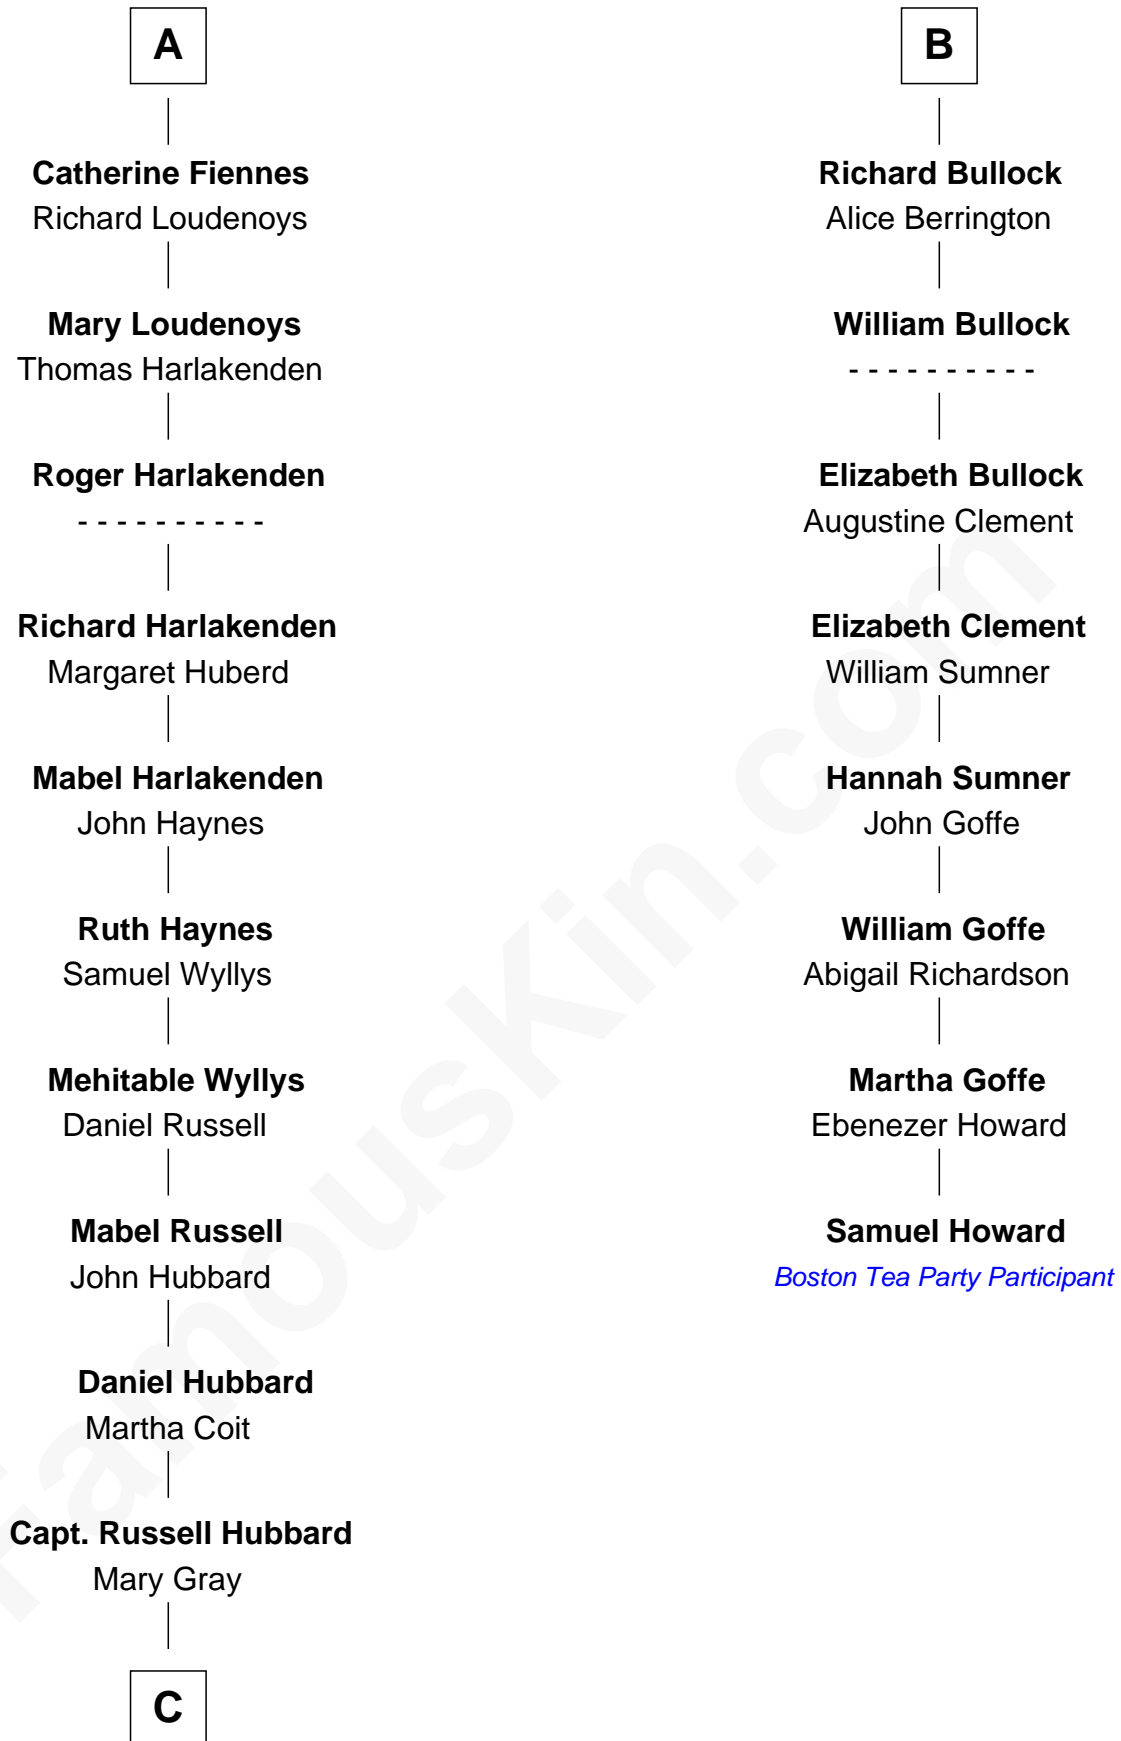 A
Catherine Fiennes
Richard Loudenoys
Mary Loudenoys
Thomas Harlakenden
Roger Harlakenden
- - - - - - - - - -
Richard Harlakenden
Margaret Huberd
Mabel Harlakenden
John Haynes
Ruth Haynes
Samuel Wyllys
Mehitable Wyllys
Daniel Russell
Mabel Russell
John Hubbard
Daniel Hubbard
Martha Coit
Capt. Russell Hubbard
Mary Gray
C
B
Richard Bullock
Alice Berrington
William Bullock
- - - - - - - - - -
Elizabeth Bullock
Augustine Clement
Elizabeth Clement
William Sumner
Hannah Sumner
John Goffe
William Goffe
Abigail Richardson
Martha Goffe
Ebenezer Howard
Samuel Howard
Boston Tea Party Participant
FamousKin.com